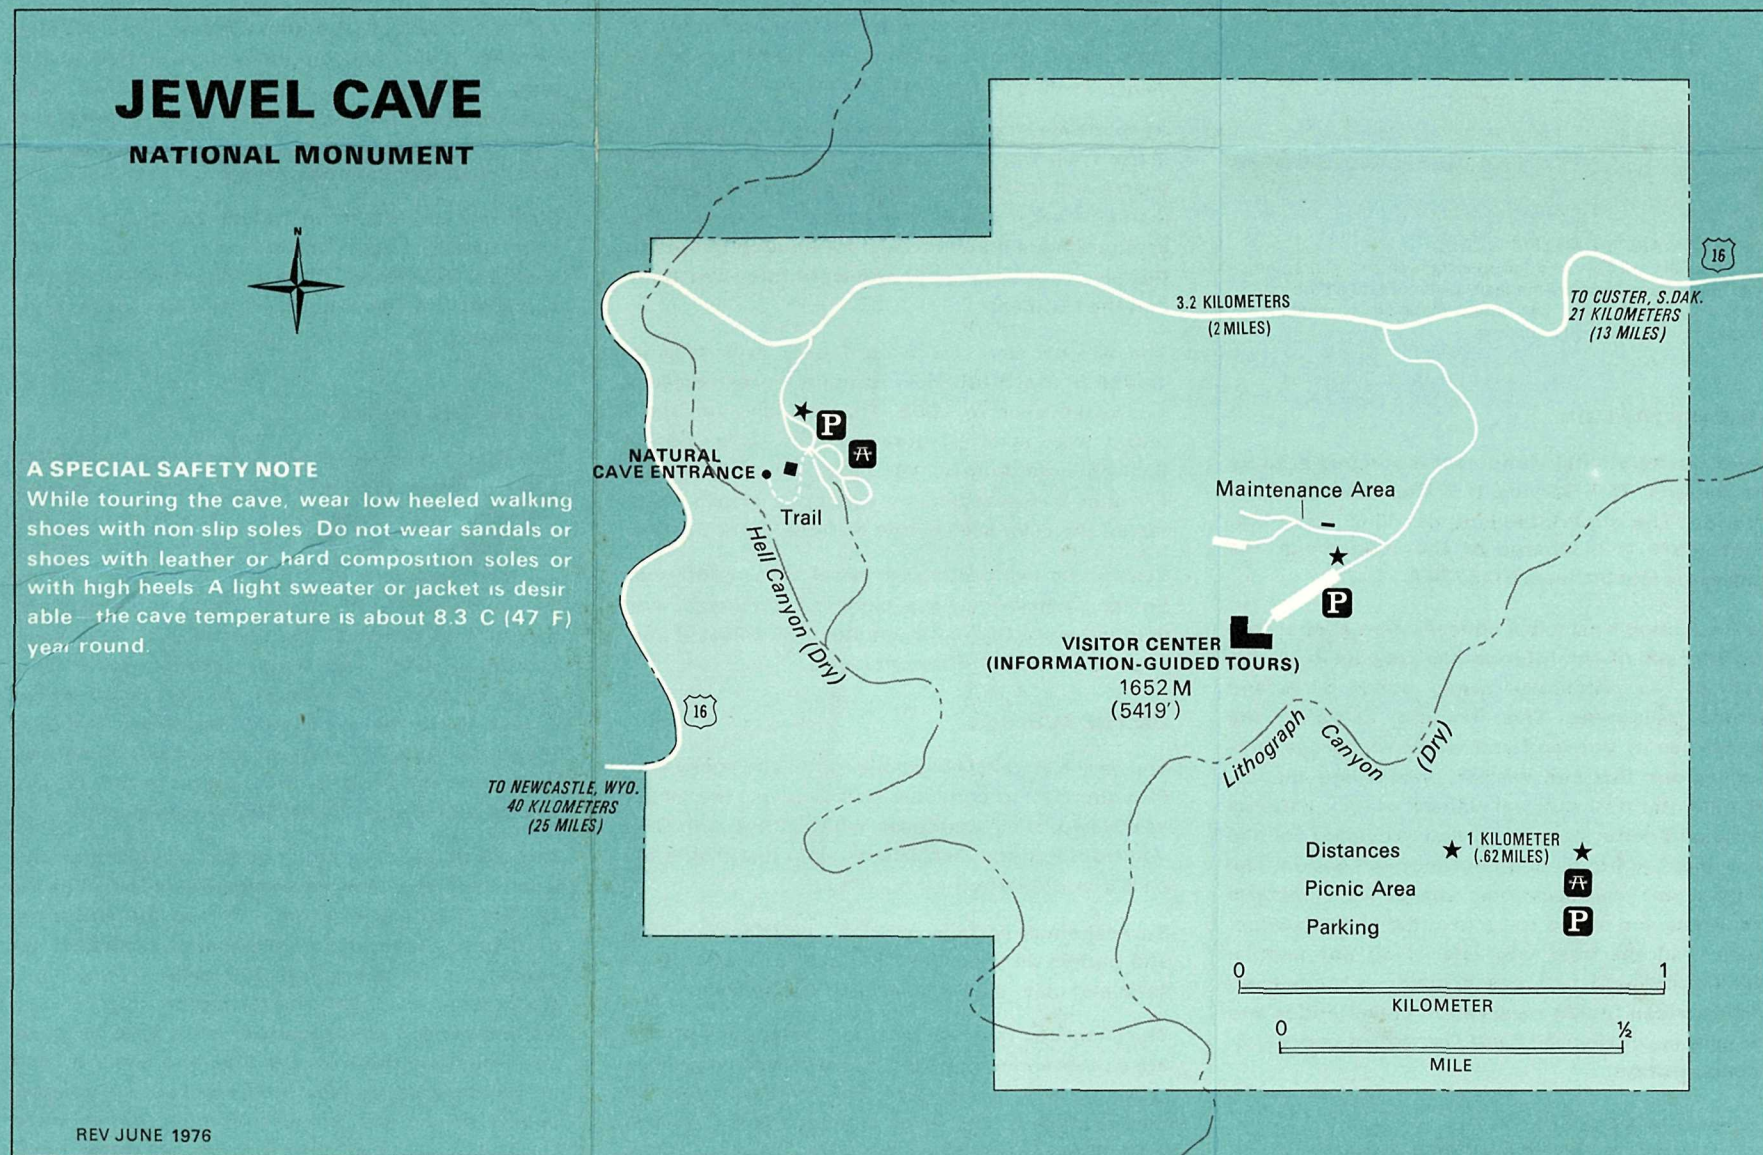 JEWEL CAVE
NATIONAL MONUMENT
N
A SPECIAL SAFETY NOTE
While touring the cave, wear low heeled walking
shoes with non slip soles Do not wear sandals or
shoes with leather or hard composition soles or
with high heels A light sweater or jacket is desir
able the cave temperature is about 8.3 C (47 F)
year round.
REV JUNE 1976
16
TO CUSTER, S.DAK.
21 KILOMETERS
(13 MILES)
3.2 KILOMETERS
(2 MILES)
P
NATURAL
CAVE ENTRANCE
Trail
Hell Canyon (Dry)
Maintenance Area
P
VISITOR CENTER
(INFORMATION-GUIDED TOURS)
1652 M
(5419')
16
TO NEWCASTLE, WYO.
40 KILOMETERS
(25 MILES)
Lithograph Canyon (Dry)
Distances 1 KILOMETER
(.62 MILES)
Picnic Area
Parking P
0 1
KILOMETER
0 ½
MILE